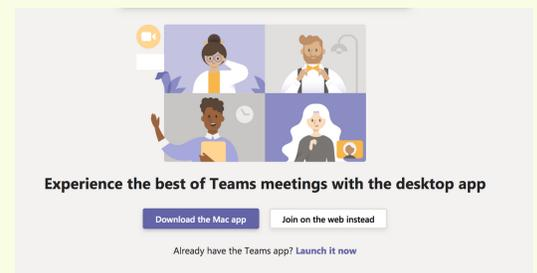 Experience the best of Teams meetings with the desktop app
Download the Mac app
Join on the web instead
Already have the Teams app? Launch it now